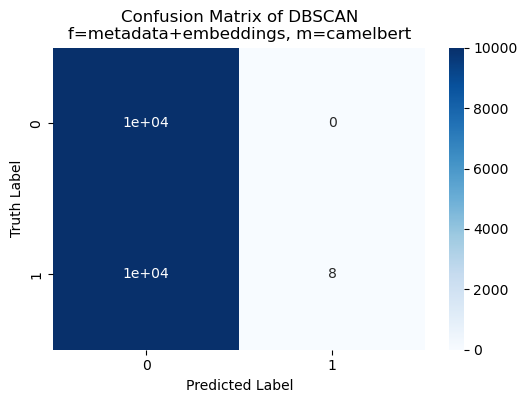 Confusion Matrix of DBSCAN
f=metadata+embeddings, m=camelbert
10000
0
1e+04
0
8000
Truth Label
6000
4000
1
1e+04
8
2000
0
0
1
Predicted Label